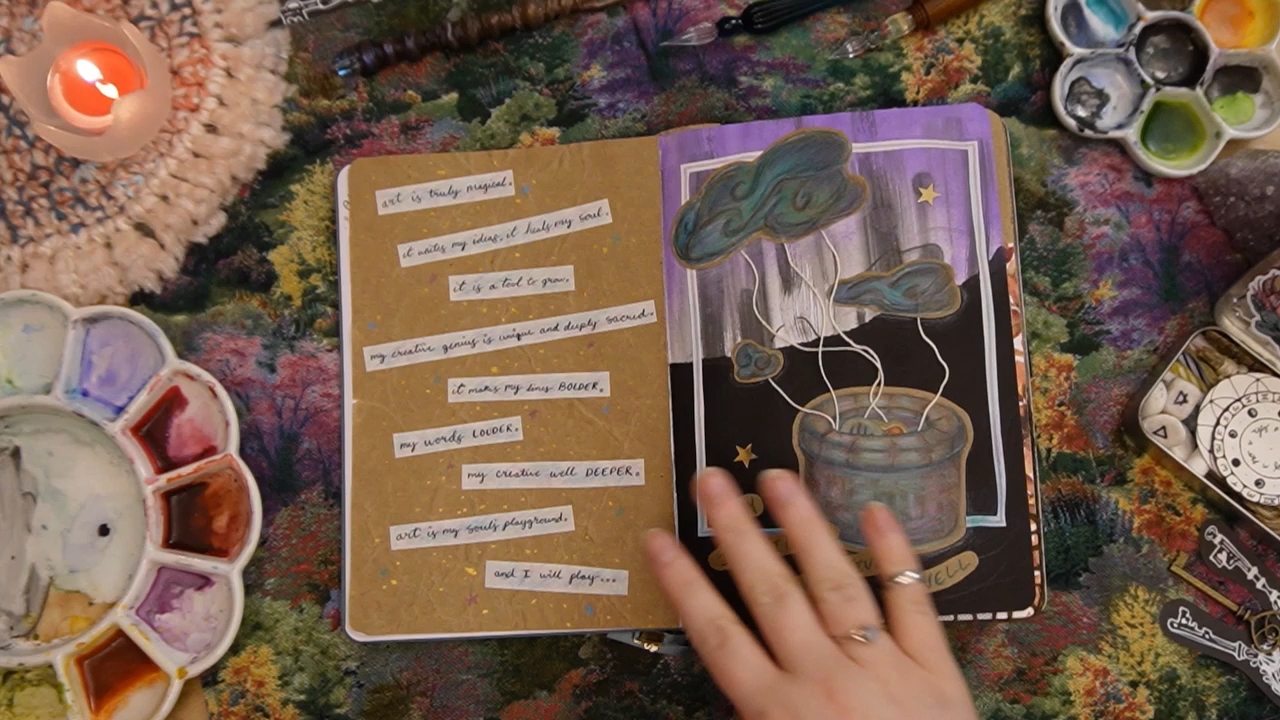 art is truly magical.
it writes my ideas, it heals my soul.
it is a tool to grow.
my creative genius is unique and deeply sacred.
it makes my lines BOLDER.
my words LOUDER.
my creative well DEEPER.
art is my soul's playground.
and I will play...
WELL